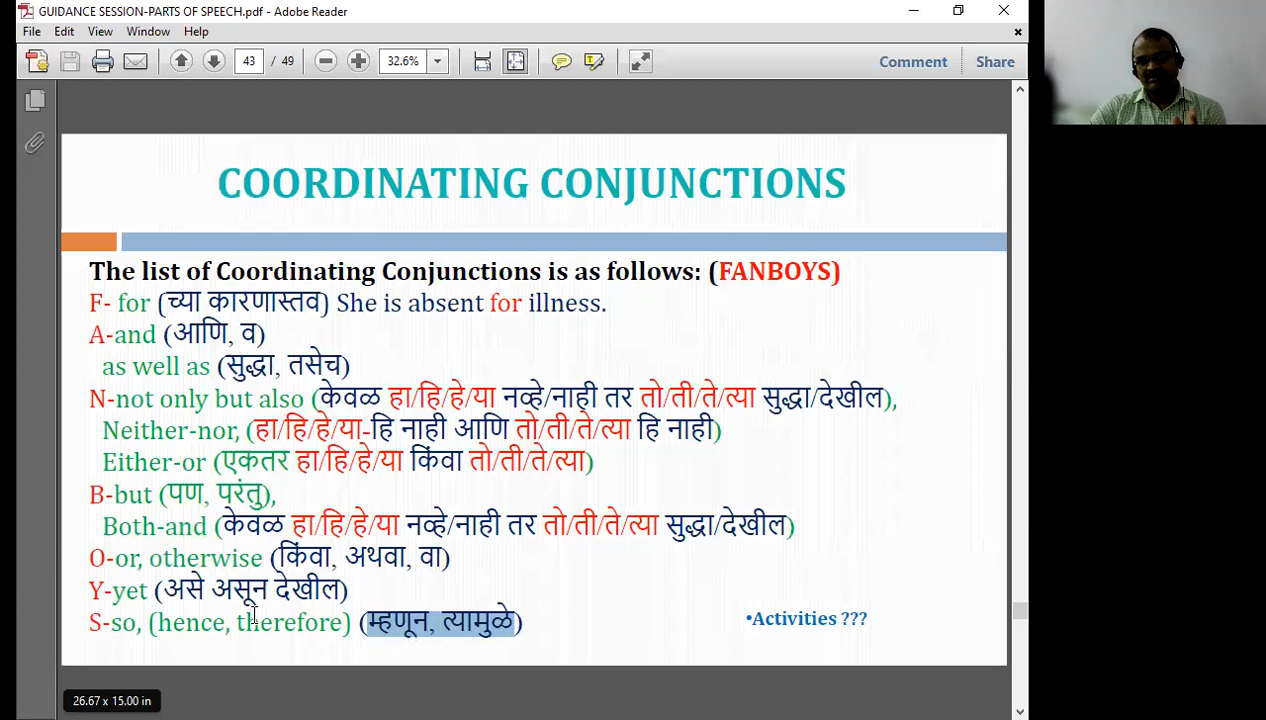 GUIDANCE SESSION-PARTS OF SPEECH.pdf - Adobe Reader
File Edit View Window Help
43 / 49 32.6% Comment Share
COORDINATING CONJUNCTIONS
The list of Coordinating Conjunctions is as follows: (FANBOYS)
F- for (च्या कारणास्तव) She is absent for illness.
A-and (आणि, व)
as well as (सुद्धा, तसेच)
N-not only but also (केवळ हा/हि/हे/या नव्हे/नाही तर तो/ती/ते/त्या सुद्धा/देखील),
Neither-nor, (हा/हि/हे/या-हि नाही आणि तो/ती/ते/त्या हि नाही)
Either-or (एकतर हा/हि/हे/या किंवा तो/ती/ते/त्या)
B-but (पण, परंतु),
Both-and (केवळ हा/हि/हे/या नव्हे/नाही तर तो/ती/ते/त्या सुद्धा/देखील)
O-or, otherwise (किंवा, अथवा, वा)
Y-yet (असे असून देखील)
S-so, (hence, therefore) (म्हणून, त्यामुळे)
•Activities ???
26.67 x 15.00 in